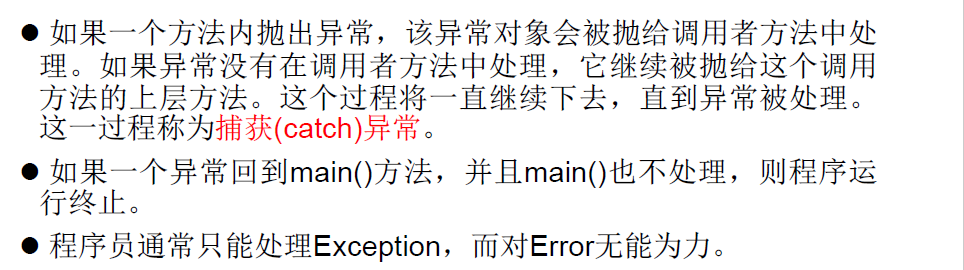 ● 如果一个方法内抛出异常，该异常对象会被抛给调用者方法中处
理。如果异常没有在调用者方法中处理，它继续被抛给这个调用
方法的上层方法。这个过程将一直继续下去，直到异常被处理。
这一过程称为捕获(catch)异常。
● 如果一个异常回到main()方法，并且main()也不处理，则程序运
行终止。
● 程序员通常只能处理Exception，而对Error无能为力。